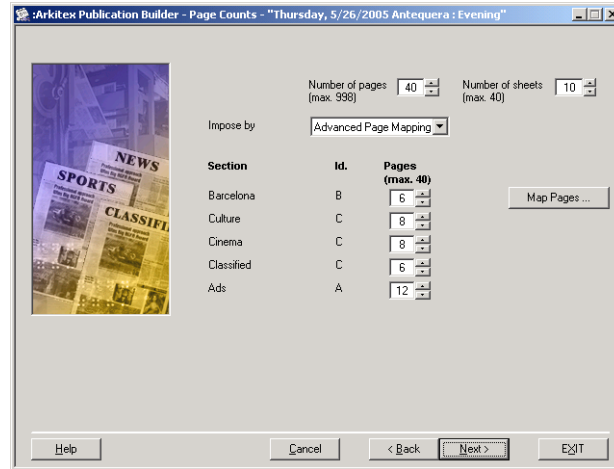 :Arkitex Publication Builder - Page Counts - "Thursday, 5/26/2005 Antequera : Evening"
Number of pages 40 Number of sheets 10
(max. 998) (max. 40)
Impose by Advanced Page Mapping
NEWS
SPORTS
CLASSIFI
Section Id. Pages
(max. 40)
Barcelona B 6 Map Pages ...
Culture C 8
Cinema C 8
Classified C 6
Ads A 12
Help Cancel < Back Next > EXIT